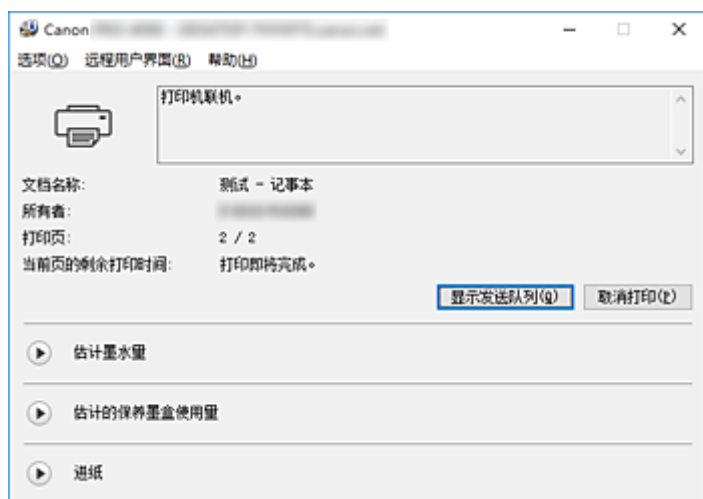 Canon
选项(O) 远程用户界面(R) 帮助(H)
打印机联机。
文档名称: 测试 - 记事本
所有者:
打印页: 2 / 2
当前页的剩余打印时间: 打印即将完成。
显示发送队列(Q) 取消打印(P)
估计墨水量
估计的保养墨盒使用量
进纸